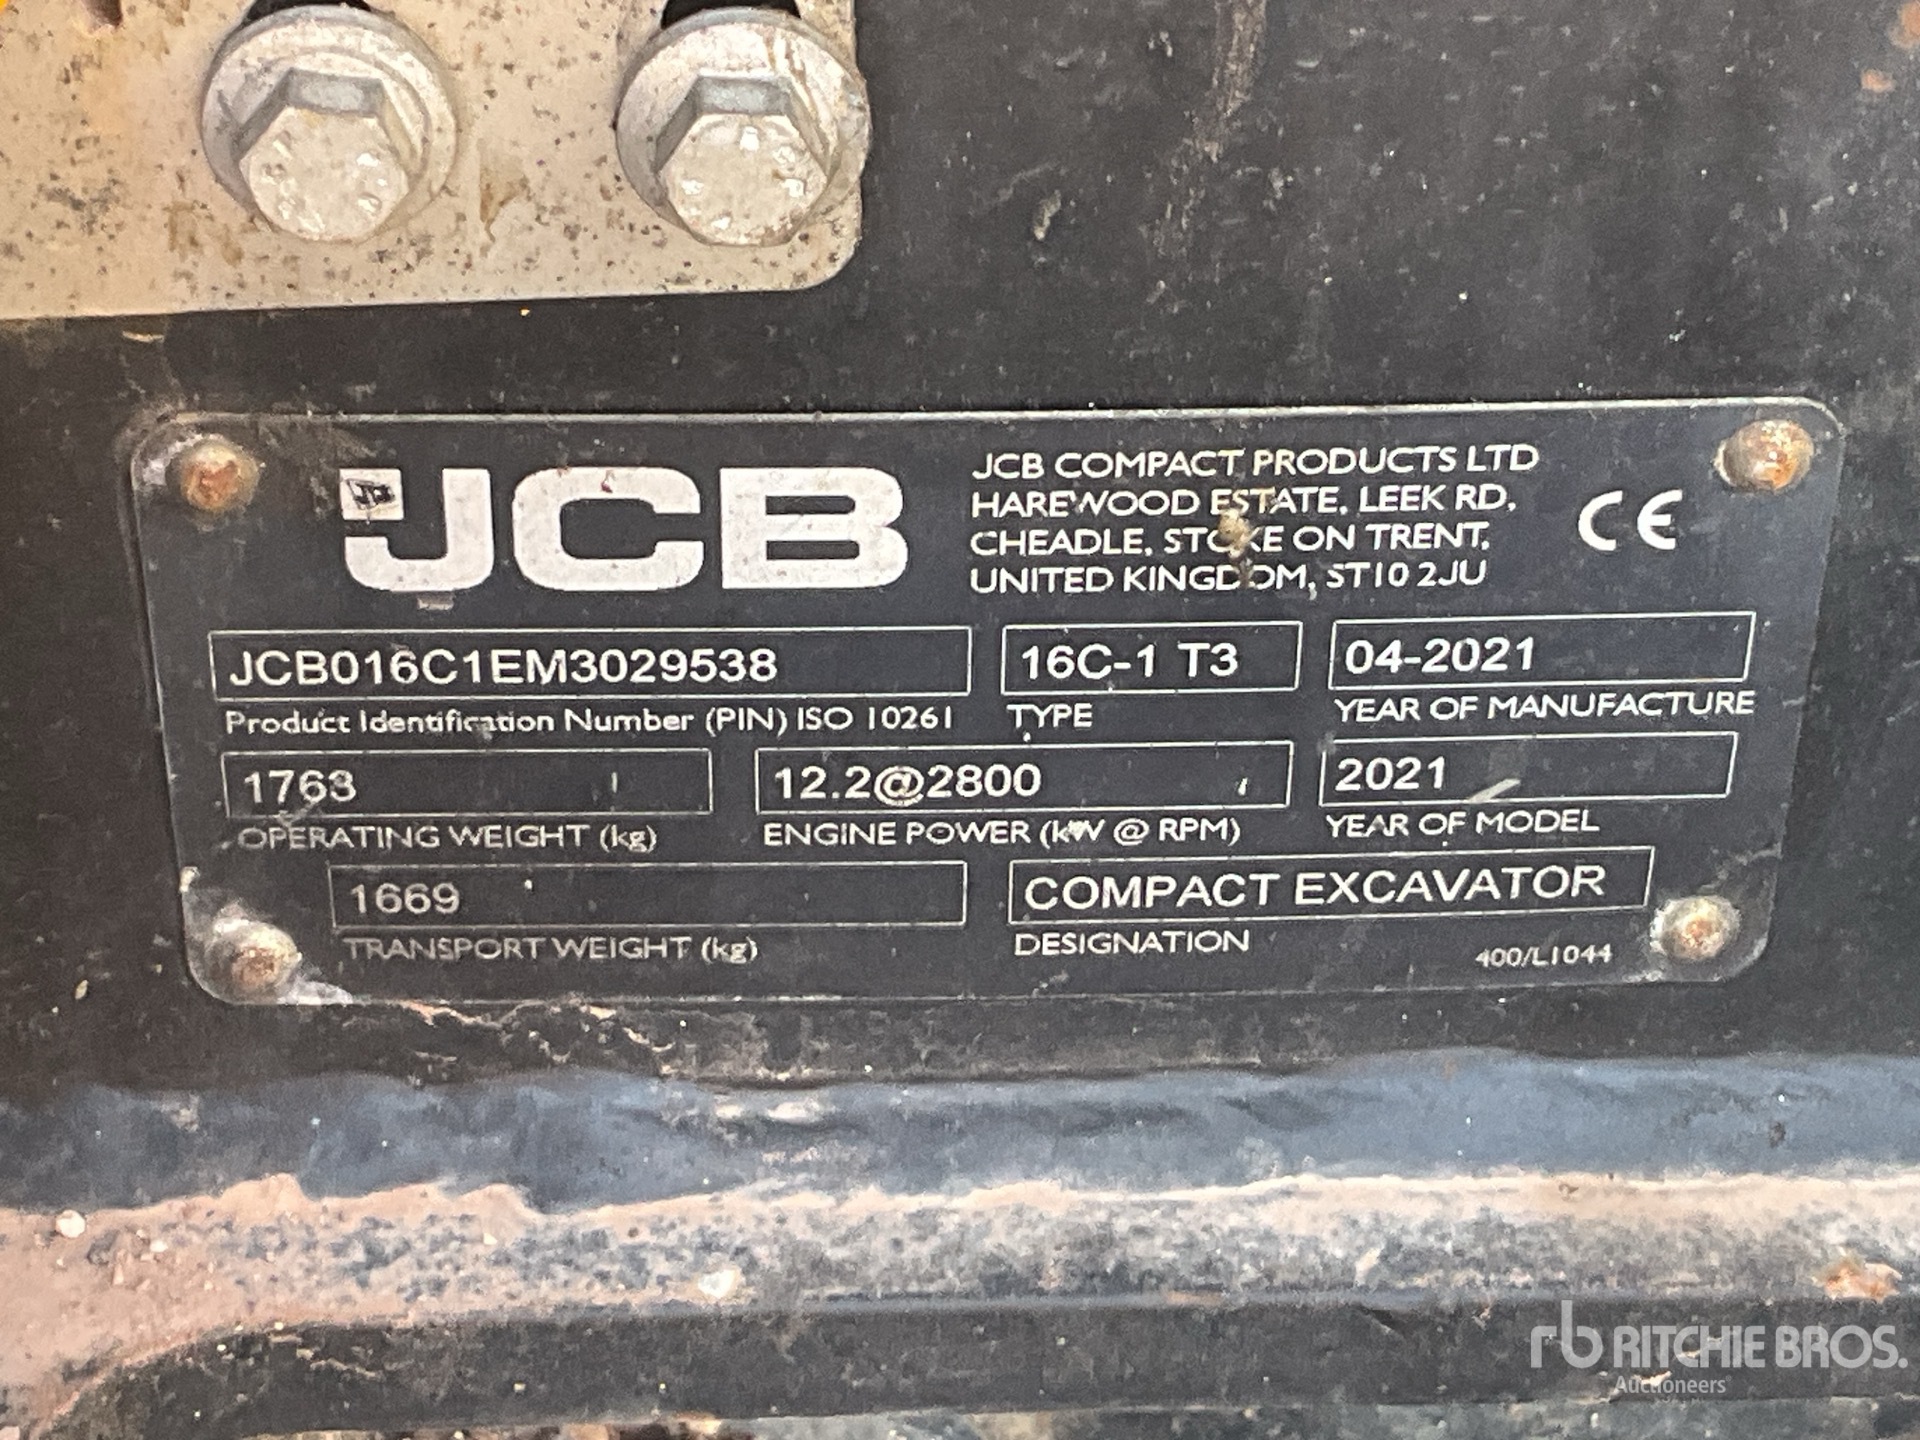 JCB
JCB COMPACT PRODUCTS LTD
HAREWOOD ESTATE, LEEK RD,
CHEADLE, STOKE ON TRENT,
UNITED KINGDOM, ST10 2JU
CE
JCB016C1EM3029538
Product Identification Number (PIN) ISO 10261
16C-1 T3
TYPE
04-2021
YEAR OF MANUFACTURE
1763
OPERATING WEIGHT (kg)
12.2@2800
ENGINE POWER (kW @ RPM)
2021
YEAR OF MODEL
1669
TRANSPORT WEIGHT (kg)
COMPACT EXCAVATOR
DESIGNATION
400/L1044
rb RITCHIE BROS.
Auctioneers